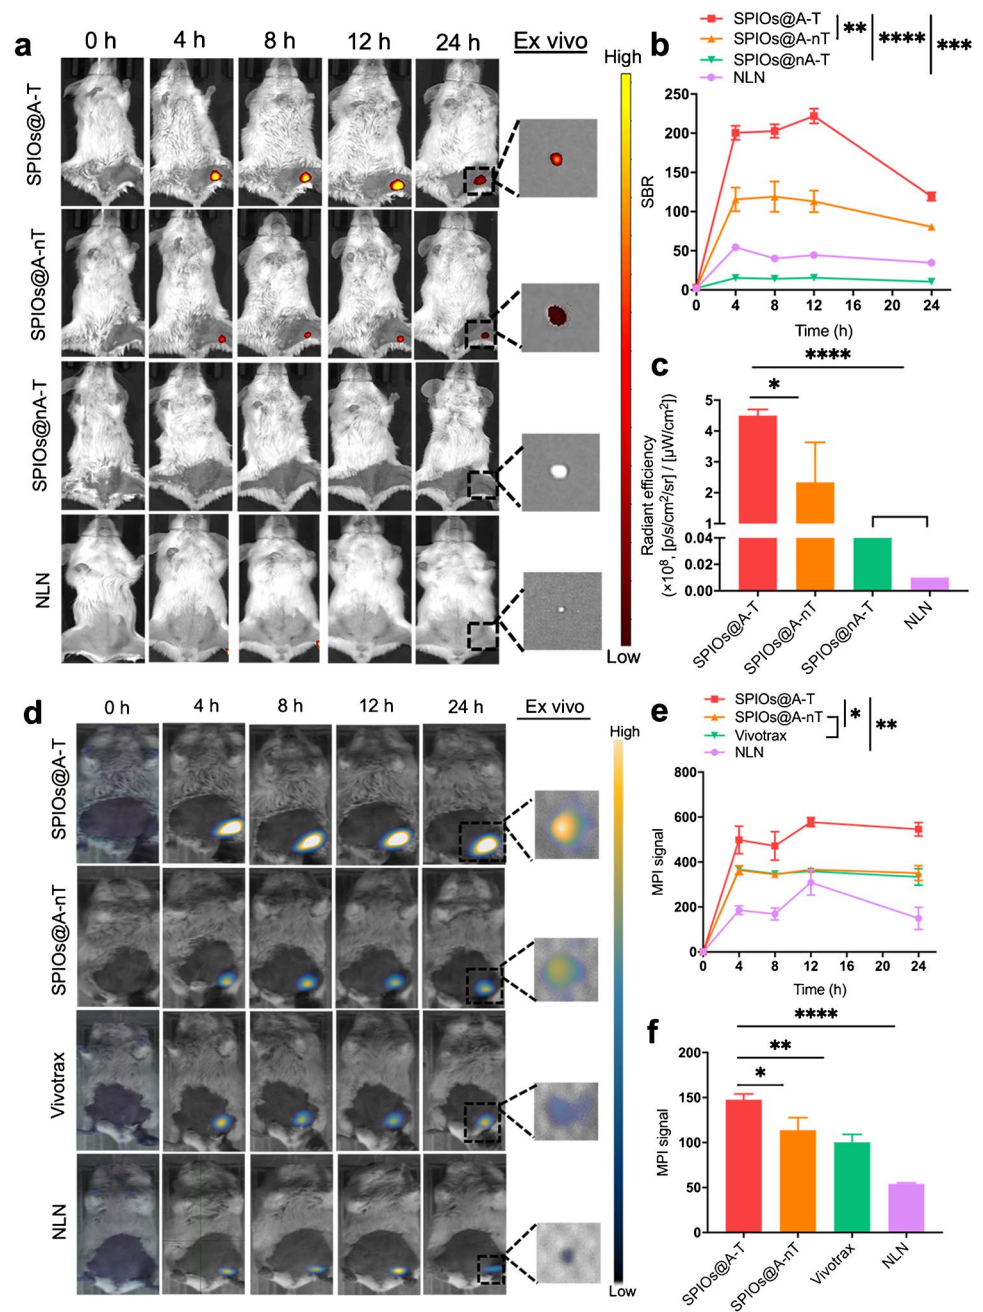 a
0 h 4 h 8 h 12 h 24 h Ex vivo
High
SPIOs@A-T
SPIOs@A-nT
SPIOs@nA-T
NLN
Low
b
SPIOs@A-T
SPIOs@A-nT
SPIOs@nA-T
NLN
** **** ***
SBR
250
200
150
100
50
0
0 4 8 12 16 20 24
Time (h)
c
****
*
Radiant efficiency
(×10⁸, [p/s/cm²/sr] / [µW/cm²])
5
4
3
2
1
0.04
0.02
0.00
SPIOs@A-T
SPIOs@A-nT
SPIOs@nA-T
NLN
d
0 h 4 h 8 h 12 h 24 h Ex vivo
High
SPIOs@A-T
SPIOs@A-nT
Vivotrax
NLN
Low
e
SPIOs@A-T
SPIOs@A-nT
Vivotrax
NLN
* **
MPI signal
800
600
400
200
0
0 4 8 12 16 20 24
Time (h)
f
****
**
*
MPI signal
200
150
100
50
0
SPIOs@A-T
SPIOs@A-nT
Vivotrax
NLN